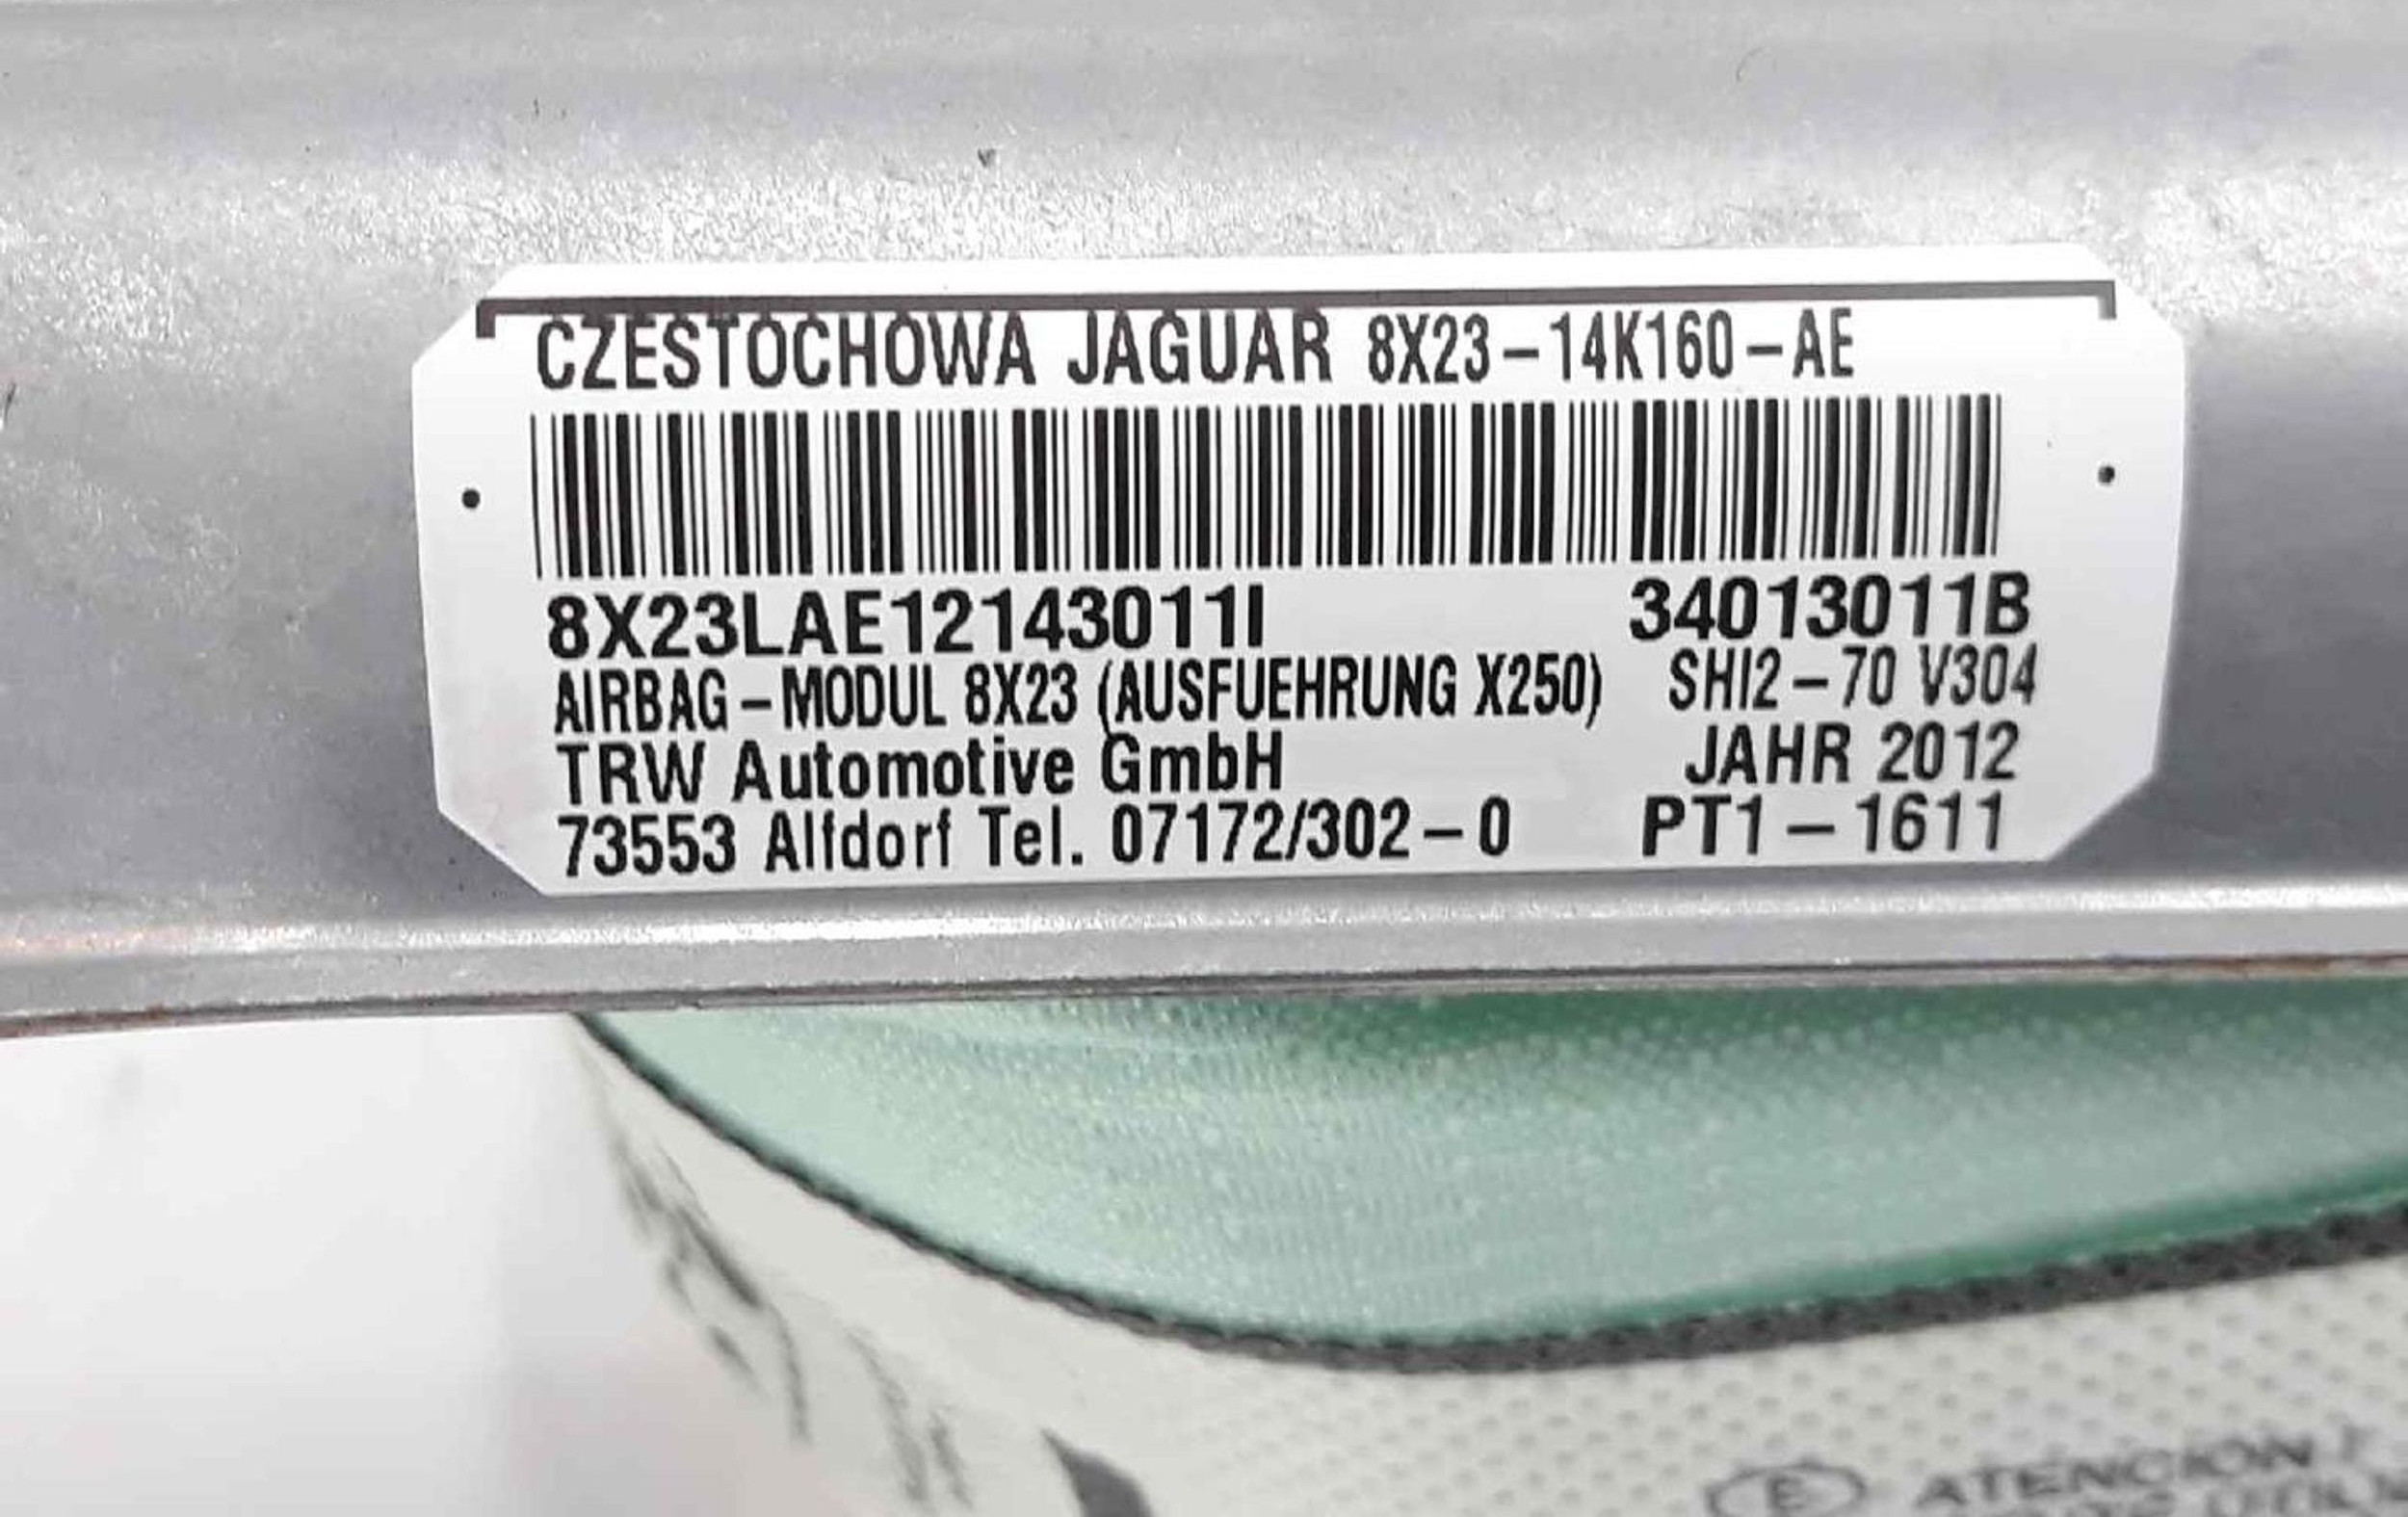 CZESTOCHOWA JAGUAR 8X23-14K160-AE
8X23LAE12143011I 34013011B
AIRBAG-MODUL 8X23 (AUSFUEHRUNG X250) SHI2-70 V304
TRW Automotive GmbH JAHR 2012
73553 Alfdorf Tel. 07172/302-0 PT1-1611
E ATENCION